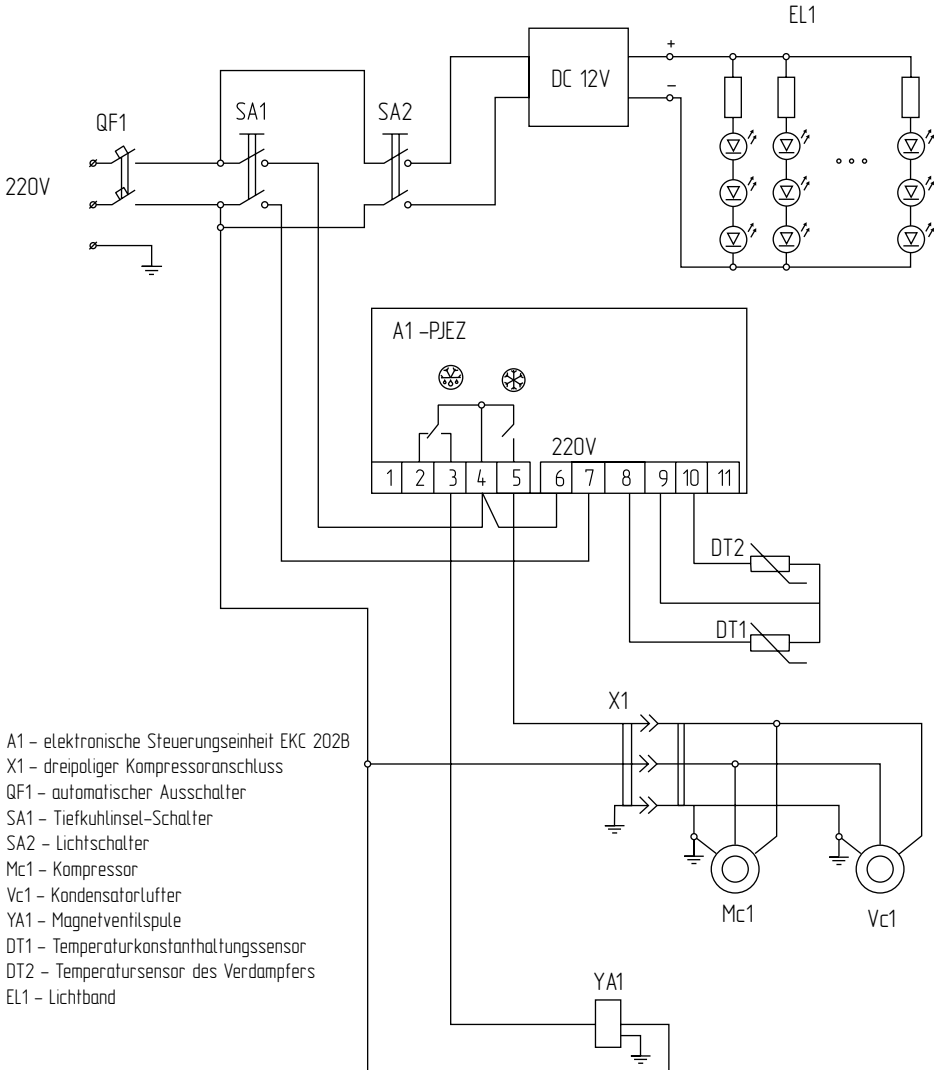 EL1
DC 12V
+
−
QF1
SA1
SA2
220V
A1 -PJEZ
220V
1 2 3 4 5 6 7 8 9 10 11
DT2
DT1
X1
A1 – elektronische Steuerungseinheit EKC 202B
X1 – dreipoliger Kompressoranschluss
QF1 – automatischer Ausschalter
SA1 – Tiefkuhlinsel-Schalter
SA2 – Lichtschalter
Mc1 – Kompressor
Vc1 – Kondensatorlufter
YA1 – Magnetventilspule
DT1 – Temperaturkonstanthaltungssensor
DT2 – Temperatursensor des Verdampfers
EL1 – Lichtband
Mc1
Vc1
YA1